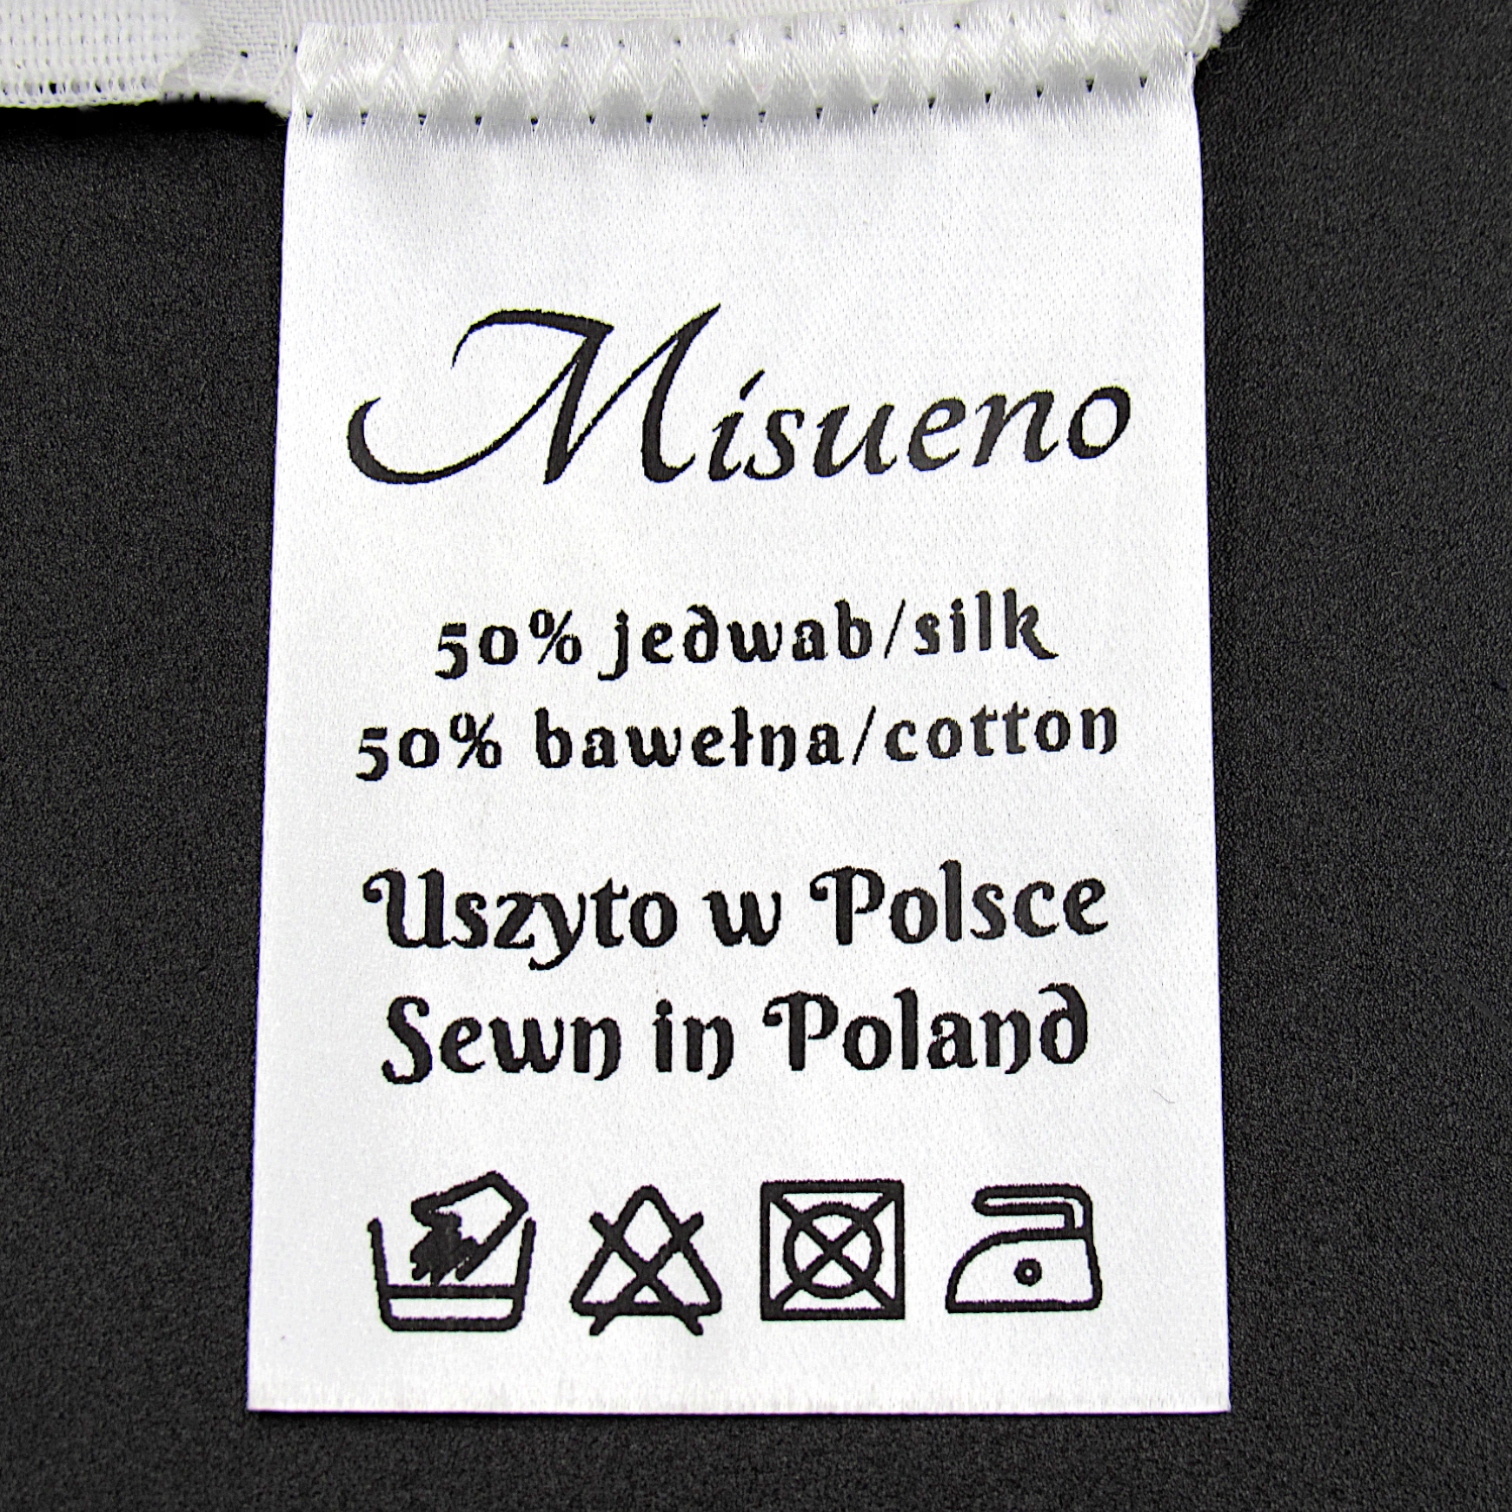 Misueno
50% jedwab/silk
50% bawełna/cotton
Uszyto w Polsce
Sewn in Poland